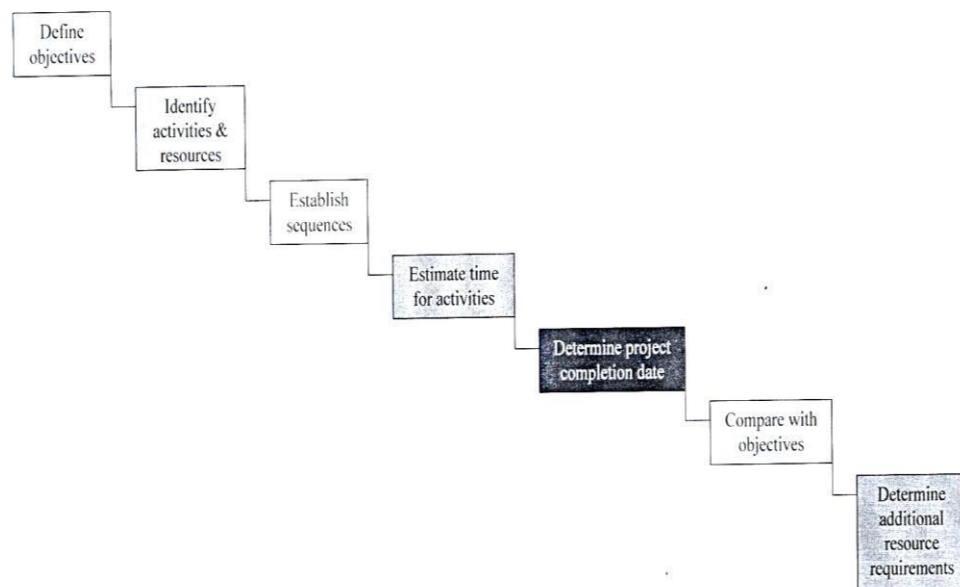 Define
objectives
Identify
activities &
resources
Establish
sequences
Estimate time
for activities
Determine project
completion date
Compare with
objectives
Determine
additional
resource
requirements